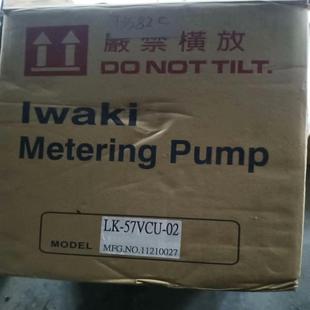 嚴禁橫放
DO NOT TILT.
Iwaki
Metering Pump
LK-57VCU-02
MODEL
MFG.NO.11210027